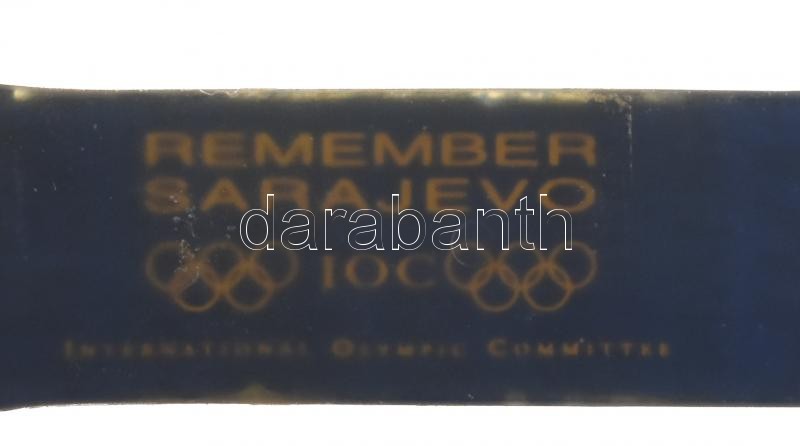 REMEMBER
SARAJEVO
darabanth
IOC
INTERNATIONAL OLYMPIC COMMITTEE